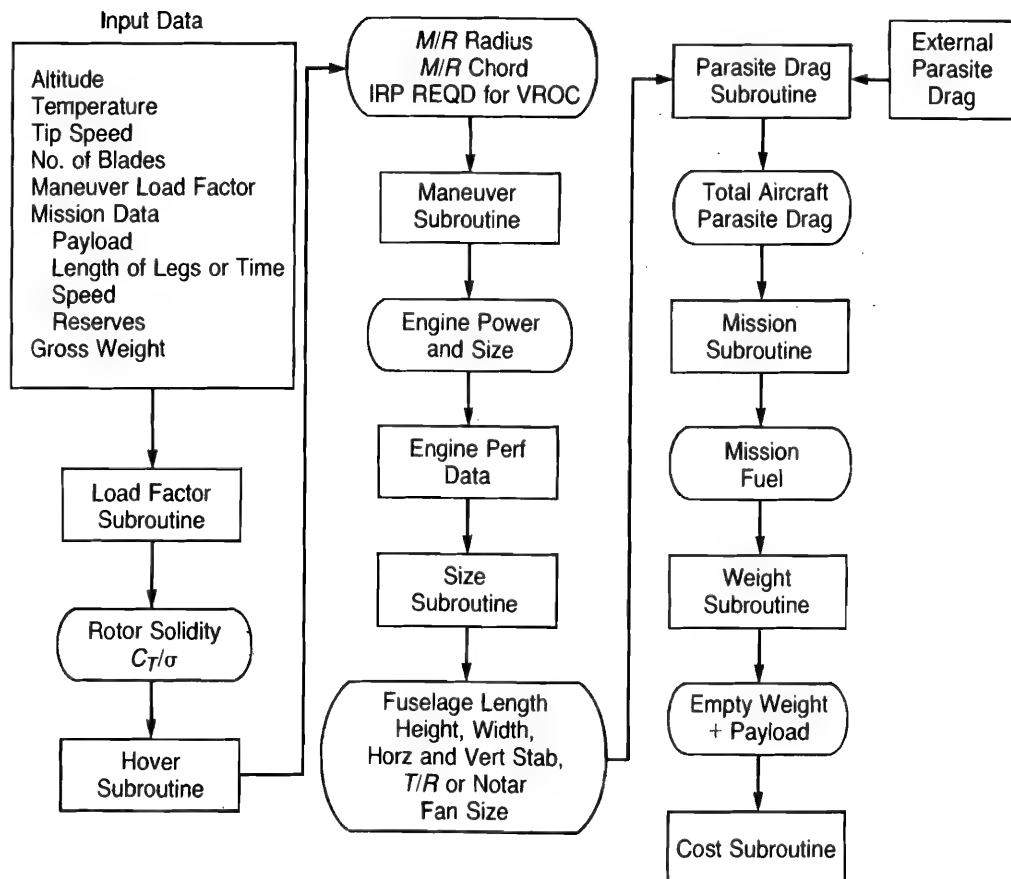 Input Data
Altitude
Temperature
Tip Speed
No. of Blades
Maneuver Load Factor
Mission Data
Payload
Length of Legs or Time
Speed
Reserves
Gross Weight
Load Factor
Subroutine
Rotor Solidity
C_T/σ
Hover
Subroutine
M/R Radius
M/R Chord
IRP REQD for VROC
Maneuver
Subroutine
Engine Power
and Size
Engine Perf
Data
Size
Subroutine
Fuselage Length
Height, Width,
Horz and Vert Stab,
T/R or Notar
Fan Size
Parasite Drag
Subroutine
External
Parasite
Drag
Total Aircraft
Parasite Drag
Mission
Subroutine
Mission
Fuel
Weight
Subroutine
Empty Weight
+ Payload
Cost Subroutine